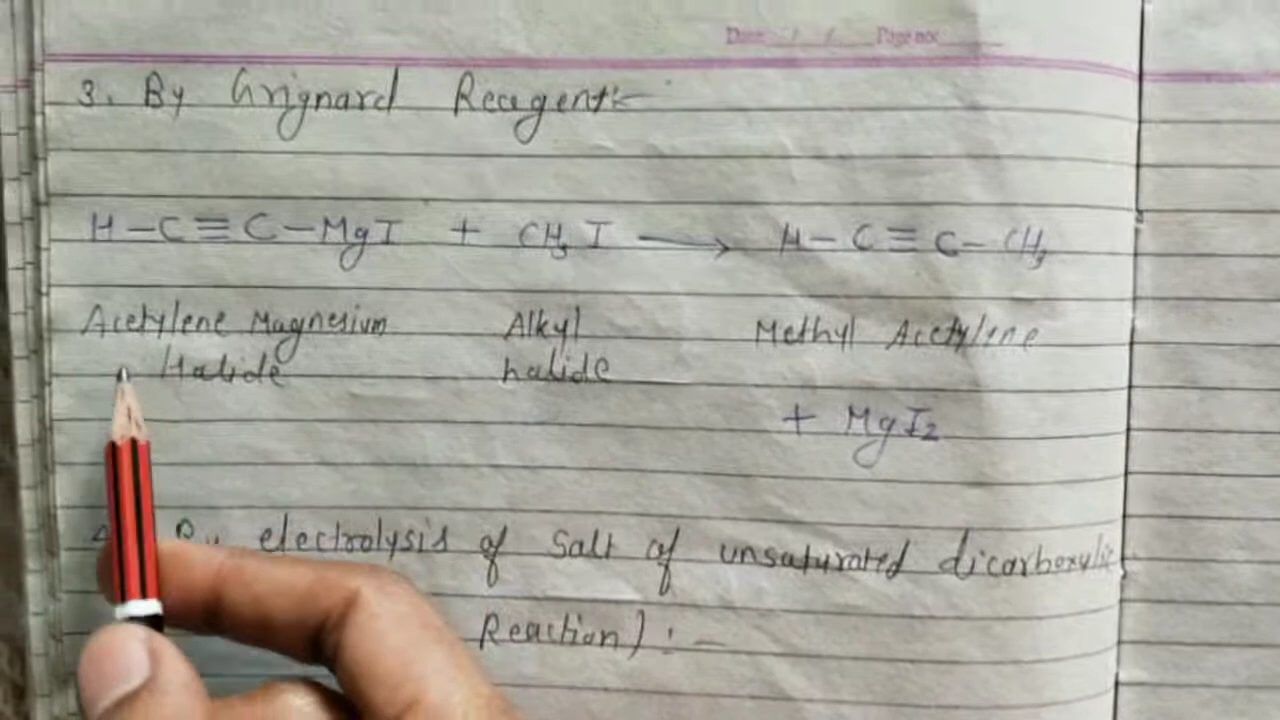 Date / / Page no:
3. By Grignard Reagent:-
H-C≡C-MgI + CH₃I ⟶ H-C≡C-CH₃
Acetylene Magnesium Alkyl Methyl Acetylene
Halide halide
+ MgI₂
By electrolysis of Salt of unsaturated dicarboxylic
Reaction) : -